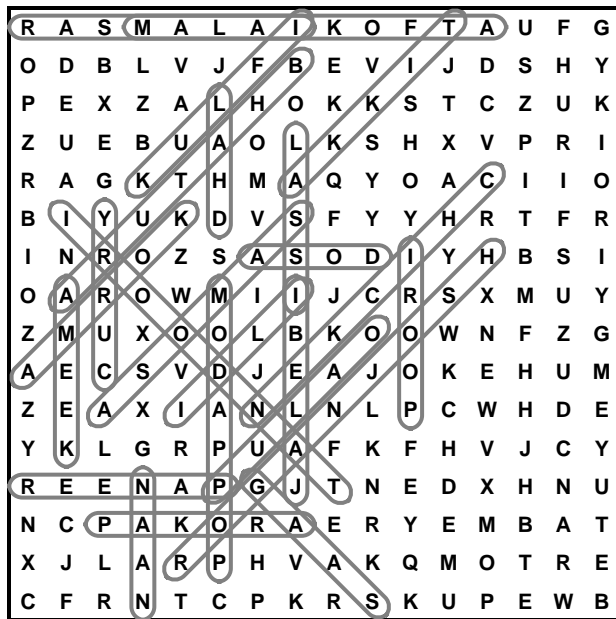 R A S M A L A I K O F T A U F G
O D B L V J F B E V I J D S H Y
P E X Z A L H O K K S T C Z U K
Z U E B U A O L K S H X V P R I
R A G K T H M A Q Y O A C I I O
B I Y U K D V S F Y Y H R T F R
I N R O Z S A S O D I Y H B S I
O A R O W M I I J C R S X M U Y
Z M U X O O L B K O O W N F Z G
A E C S V D J E A J O K E H U M
Z E A X I A N L N L P C W H D E
Y K L G R P U A F K F H V J C Y
R E E N A P G J T N E D X H N U
N C P A K O R A E R Y E M B A T
X J L A R P H V A K Q M O T R E
C F R N T C P K R S K U P E W B